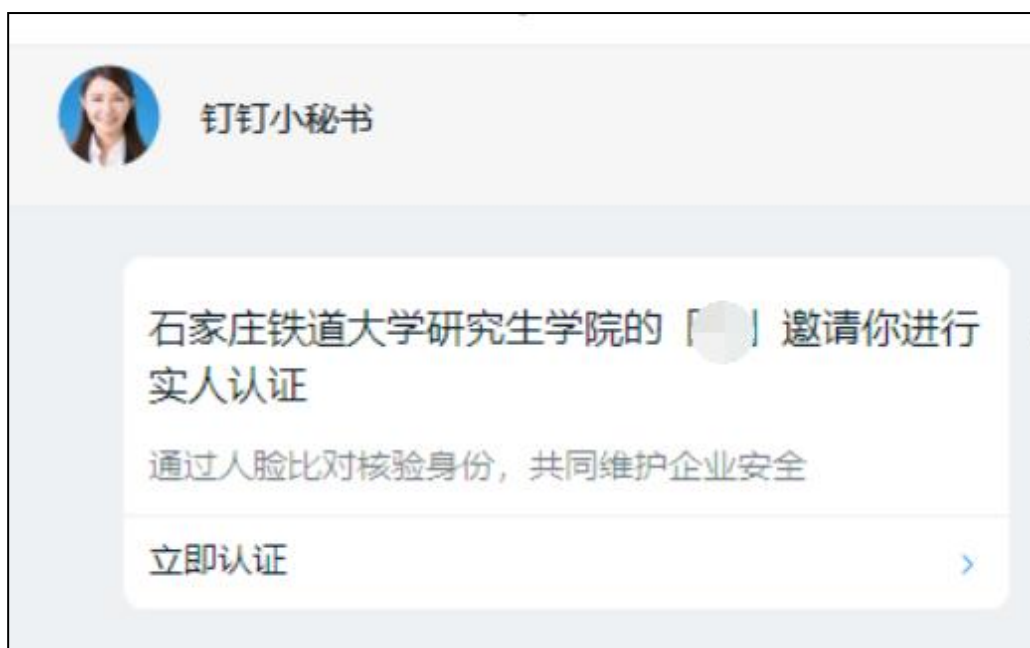 钉钉小秘书
石家庄铁道大学研究生学院的「 」邀请你进行
实人认证
通过人脸比对核验身份，共同维护企业安全
立即认证